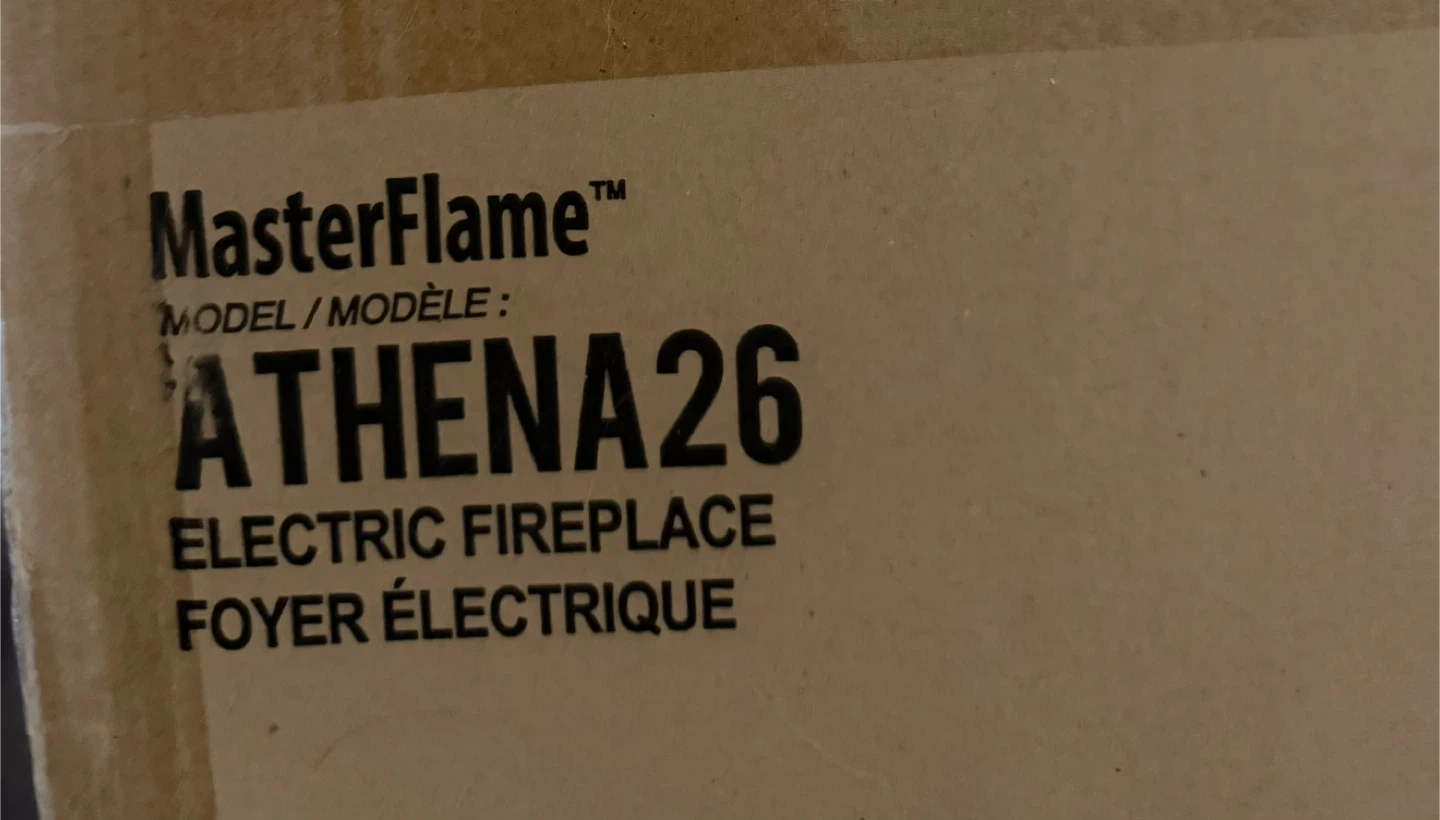 MasterFlame™
MODEL / MODÈLE :
ATHENA26
ELECTRIC FIREPLACE
FOYER ÉLECTRIQUE